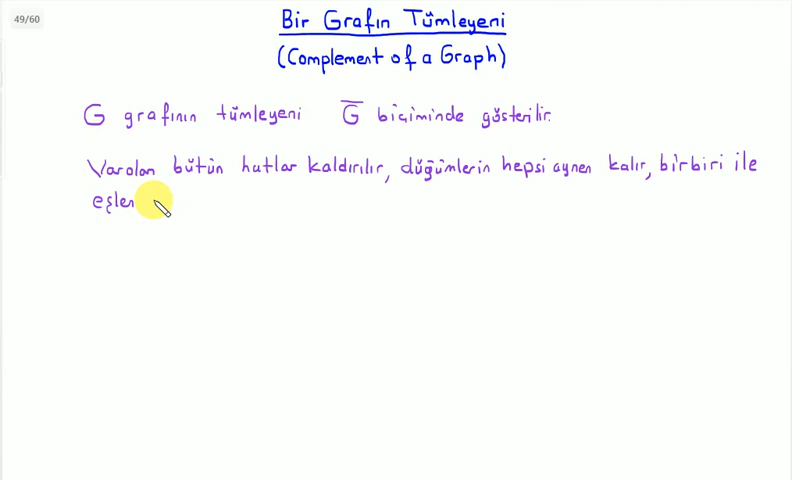 49/60
Bir Grafın Tümleyeni
(Complement of a Graph)
G grafının tümleyeni G̅ biçiminde gösterilir.
Varolan bütün hatlar kaldırılır, düğümlerin hepsi aynen kalır, birbiri ile
eşlen